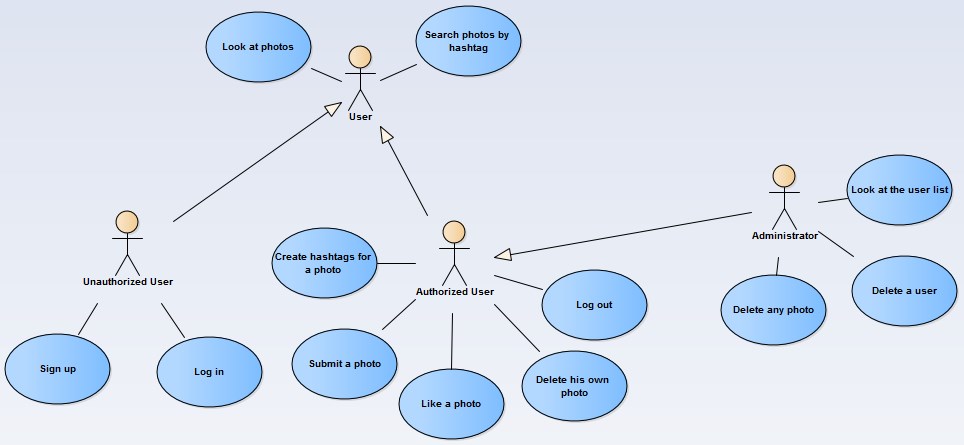 Look at photos
Search photos by
hashtag
User
Look at the user list
Administrator
Unauthorized User
Create hashtags for
a photo
Authorized User
Delete a user
Log out
Delete any photo
Sign up
Log in
Submit a photo
Delete his own
photo
Like a photo